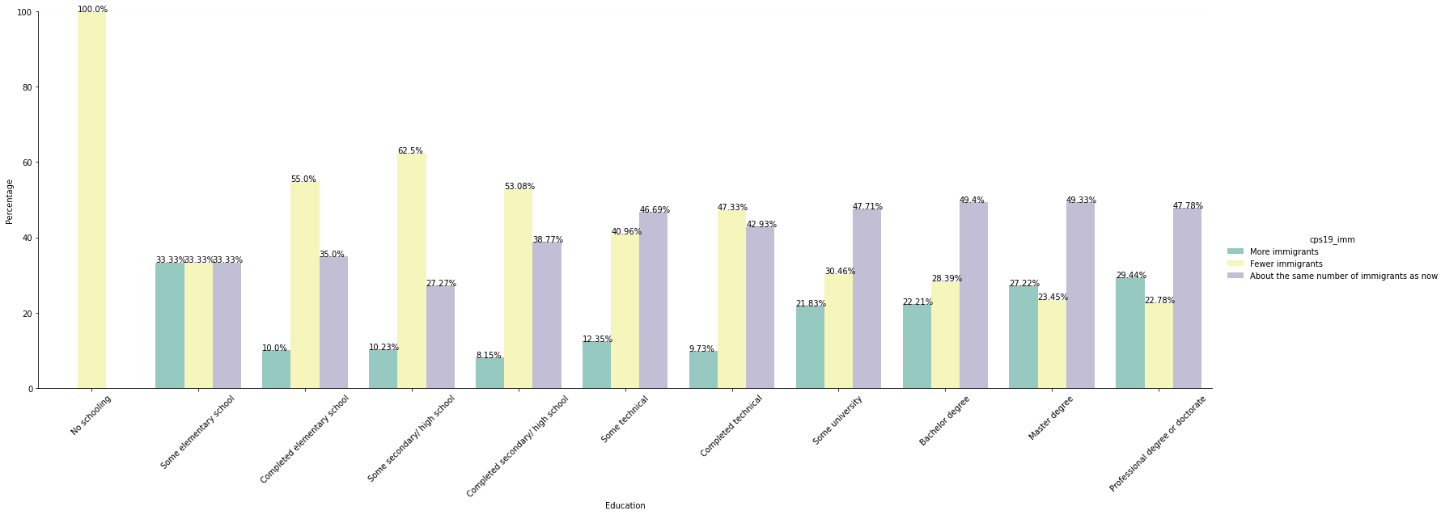 100
80
60
40
20
0
Percentage
100.0%
33.33%
33.33%
33.33%
10.0%
55.0%
35.0%
10.23%
62.5%
27.27%
8.15%
53.08%
38.77%
12.35%
40.96%
46.69%
9.73%
47.33%
42.93%
21.83%
30.46%
47.71%
22.21%
28.39%
49.4%
27.22%
23.45%
49.33%
29.44%
22.78%
47.78%
No schooling
Some elementary school
Completed elementary school
Some secondary/ high school
Completed secondary/ high school
Some technical
Completed technical
Some university
Bachelor degree
Master degree
Professional degree or doctorate
Education
cps19_imm
More immigrants
Fewer immigrants
About the same number of immigrants as now